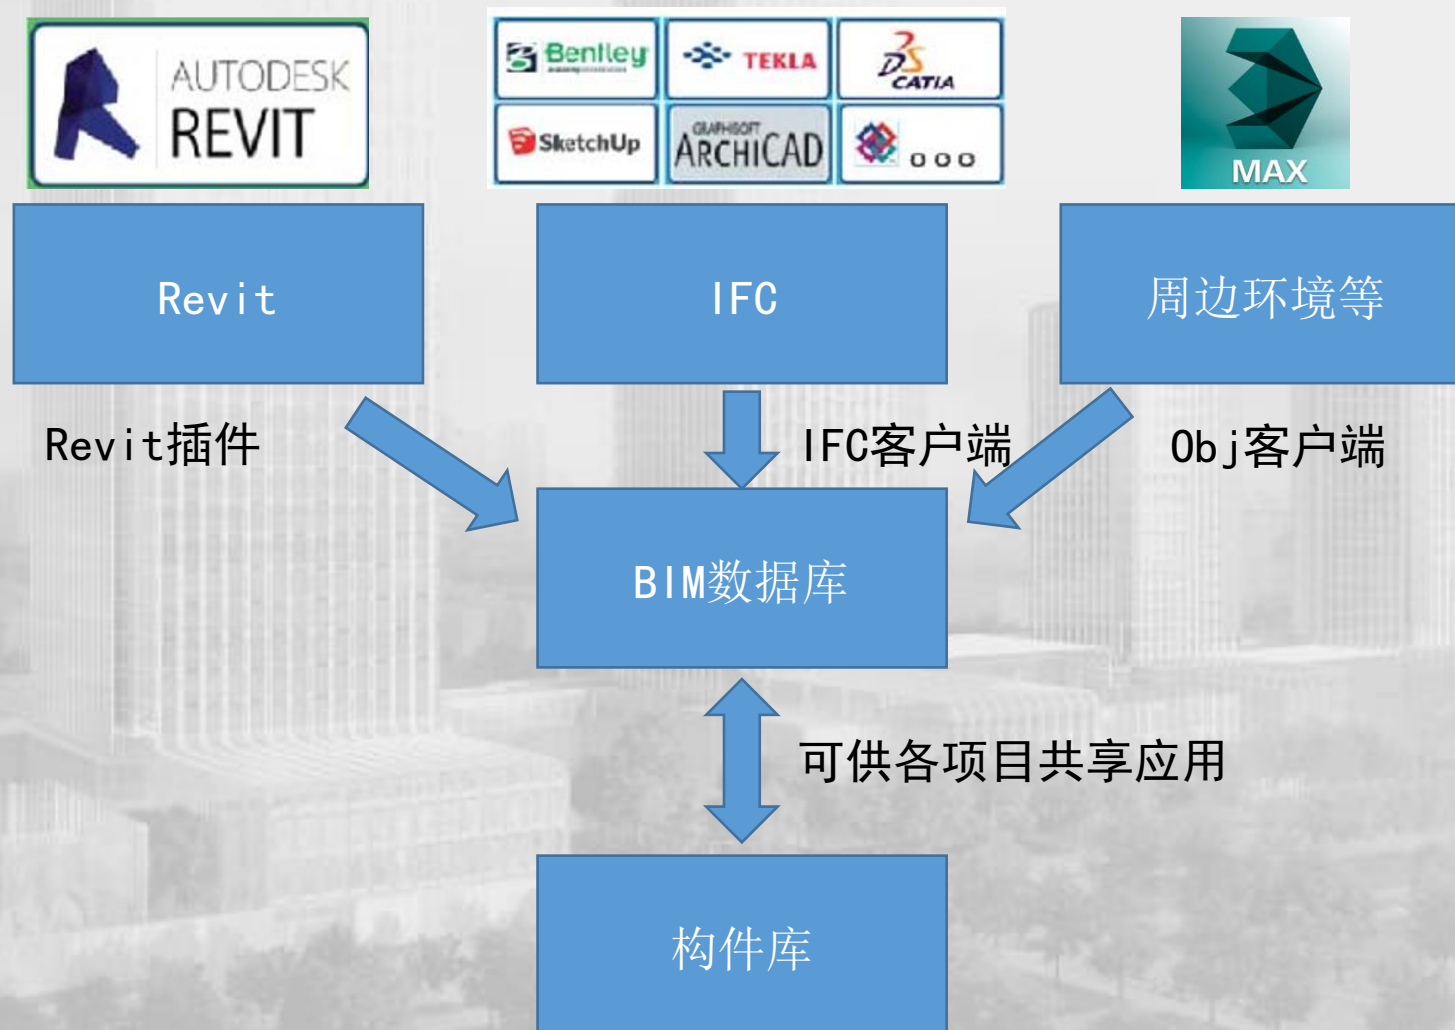 AUTODESK
REVIT
Bentley
TEKLA
CATIA
SketchUp
GRAPHISOFT
ARCHICAD
MAX
Revit
IFC
周边环境等
Revit插件
IFC客户端
Obj客户端
BIM数据库
可供各项目共享应用
构件库